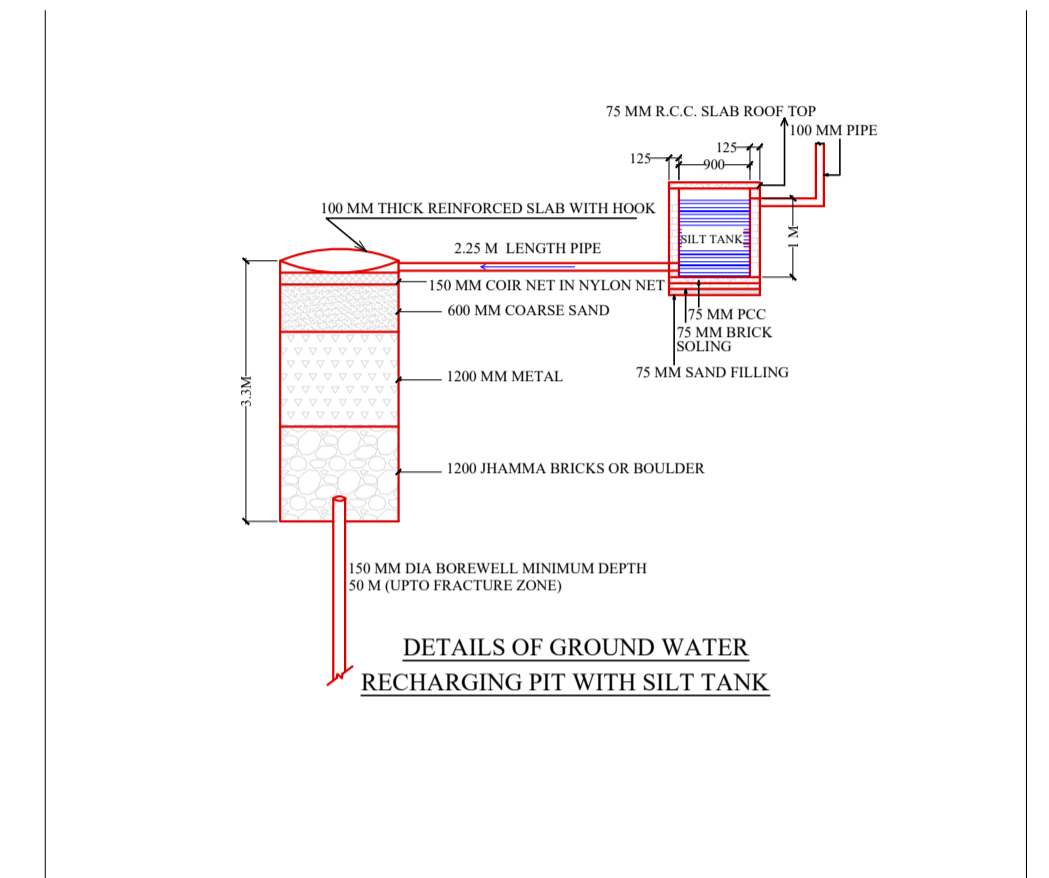 75 MM R.C.C. SLAB ROOF TOP
100 MM PIPE
125
125
900
100 MM THICK REINFORCED SLAB WITH HOOK
2.25 M LENGTH PIPE
SILT TANK
1 M
150 MM COIR NET IN NYLON NET
600 MM COARSE SAND
75 MM PCC
75 MM BRICK
SOLING
75 MM SAND FILLING
1200 MM METAL
3.3M
1200 JHAMMA BRICKS OR BOULDER
150 MM DIA BOREWELL MINIMUM DEPTH
50 M (UPTO FRACTURE ZONE)
DETAILS OF GROUND WATER
RECHARGING PIT WITH SILT TANK